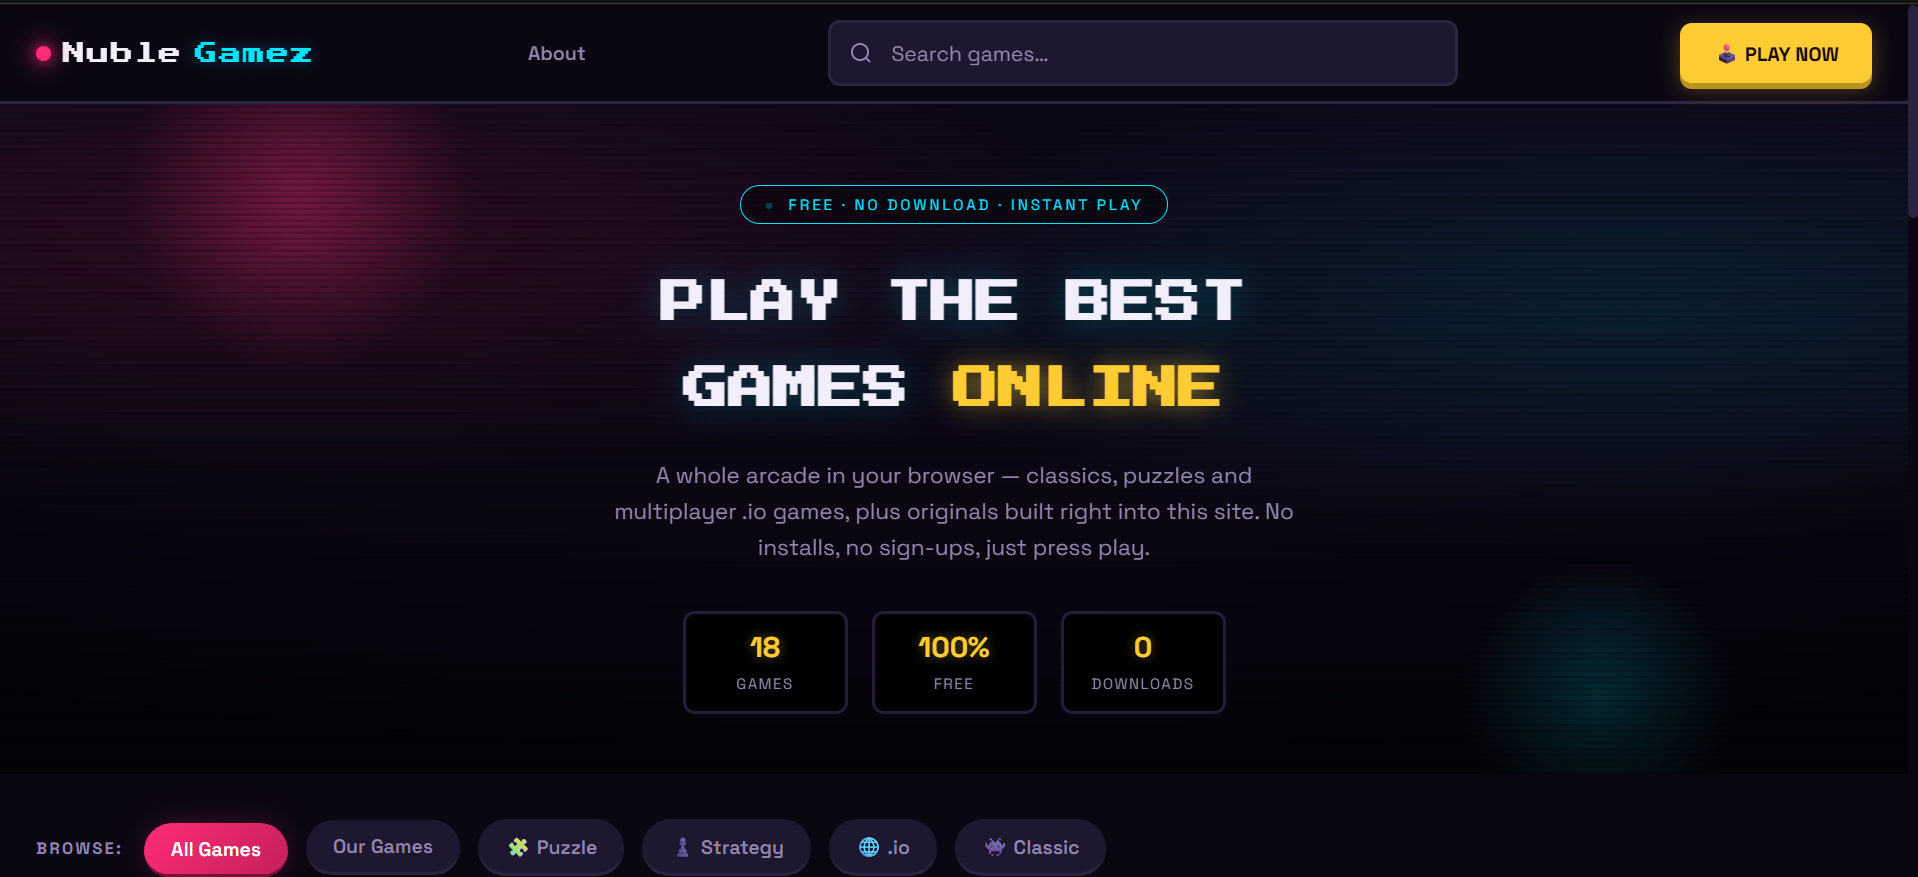 Nuble Gamez
About
Search games...
🕹️ PLAY NOW
FREE · NO DOWNLOAD · INSTANT PLAY
PLAY THE BEST
GAMES ONLINE
A whole arcade in your browser — classics, puzzles and
multiplayer .io games, plus originals built right into this site. No
installs, no sign-ups, just press play.
18
GAMES
100%
FREE
0
DOWNLOADS
BROWSE:
All Games
Our Games
🧩 Puzzle
♟️ Strategy
🌐 .io
👾 Classic